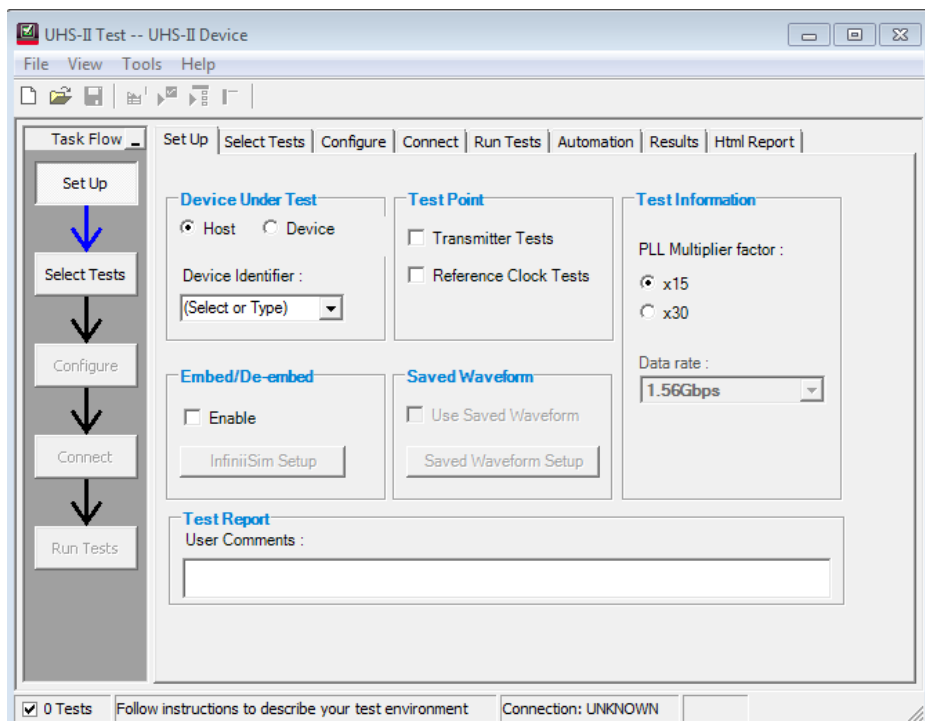 UHS-II Test -- UHS-II Device
File View Tools Help
Task Flow
Set Up
Select Tests
Configure
Connect
Run Tests
Set Up Select Tests Configure Connect Run Tests Automation Results Html Report
Device Under Test
Host Device
Device Identifier :
(Select or Type)
Test Point
Transmitter Tests
Reference Clock Tests
Test Information
PLL Multiplier factor :
x15
x30
Data rate :
1.56Gbps
Embed/De-embed
Enable
InfiniiSim Setup
Saved Waveform
Use Saved Waveform
Saved Waveform Setup
Test Report
User Comments :
0 Tests Follow instructions to describe your test environment Connection: UNKNOWN